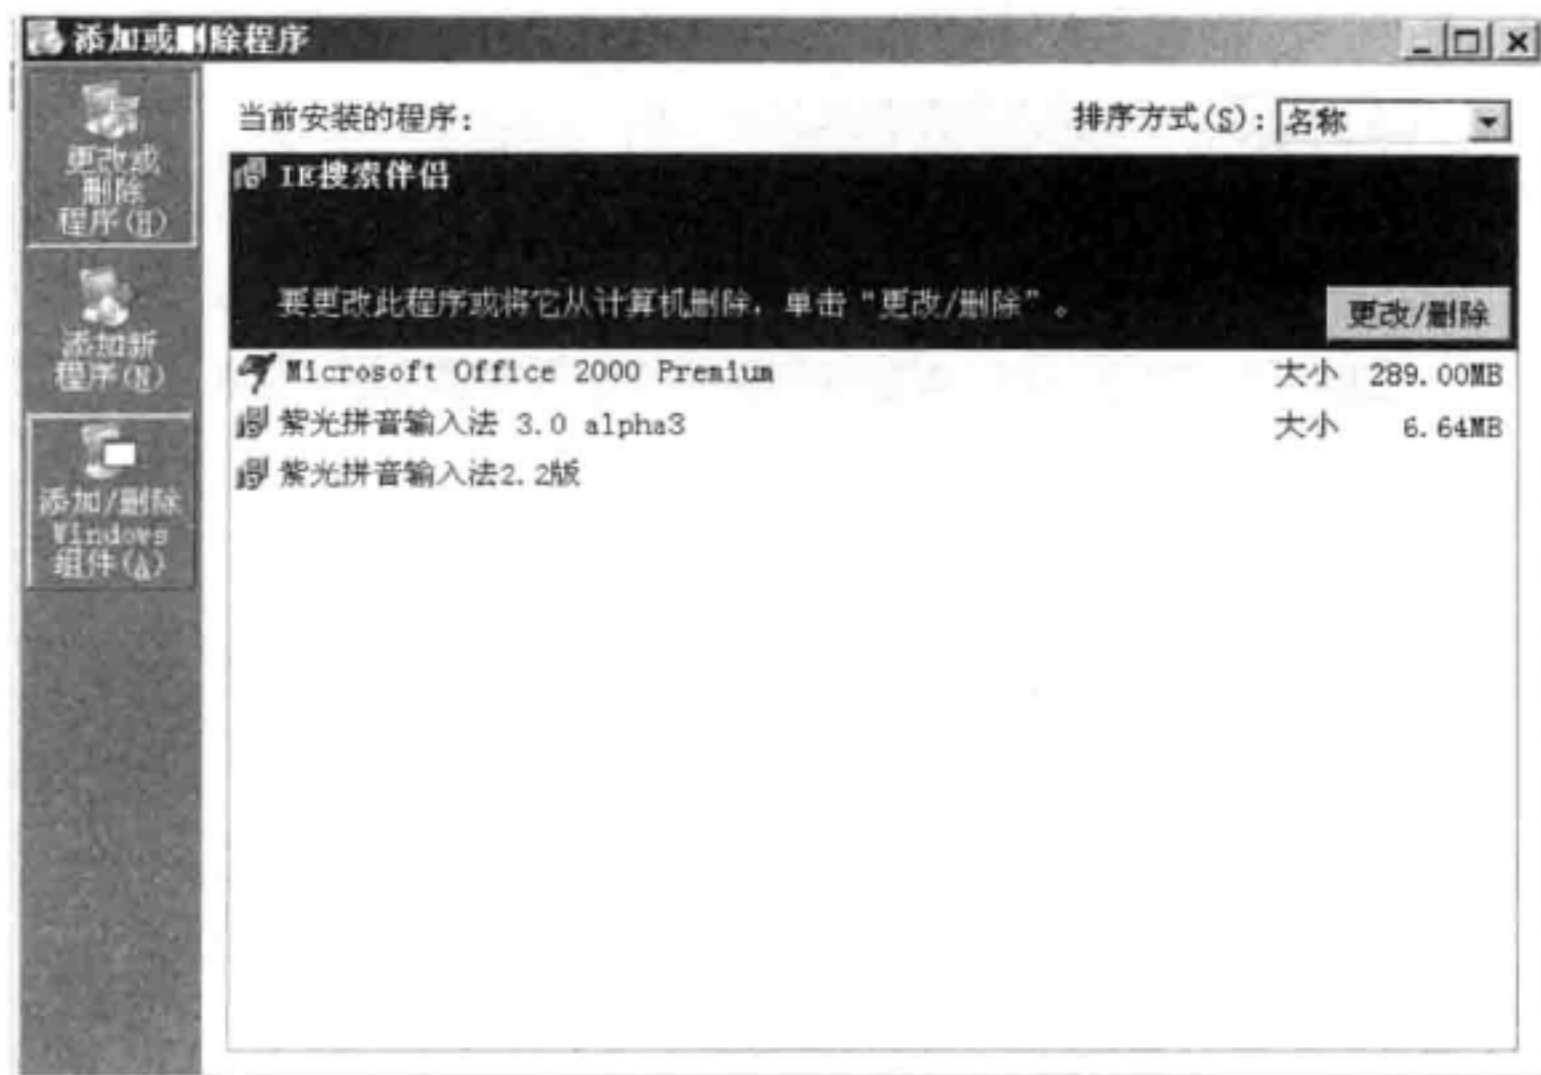 添加或删除程序
更改或
删除
程序(H)
添加新
程序(N)
添加/删除
Windows
组件(A)
当前安装的程序:
排序方式(S): 名称
IE搜索伴侣
要更改此程序或将它从计算机删除，单击“更改/删除”。
更改/删除
Microsoft Office 2000 Premium 大小 289.00MB
紫光拼音输入法 3.0 alpha3 大小 6.64MB
紫光拼音输入法2.2版